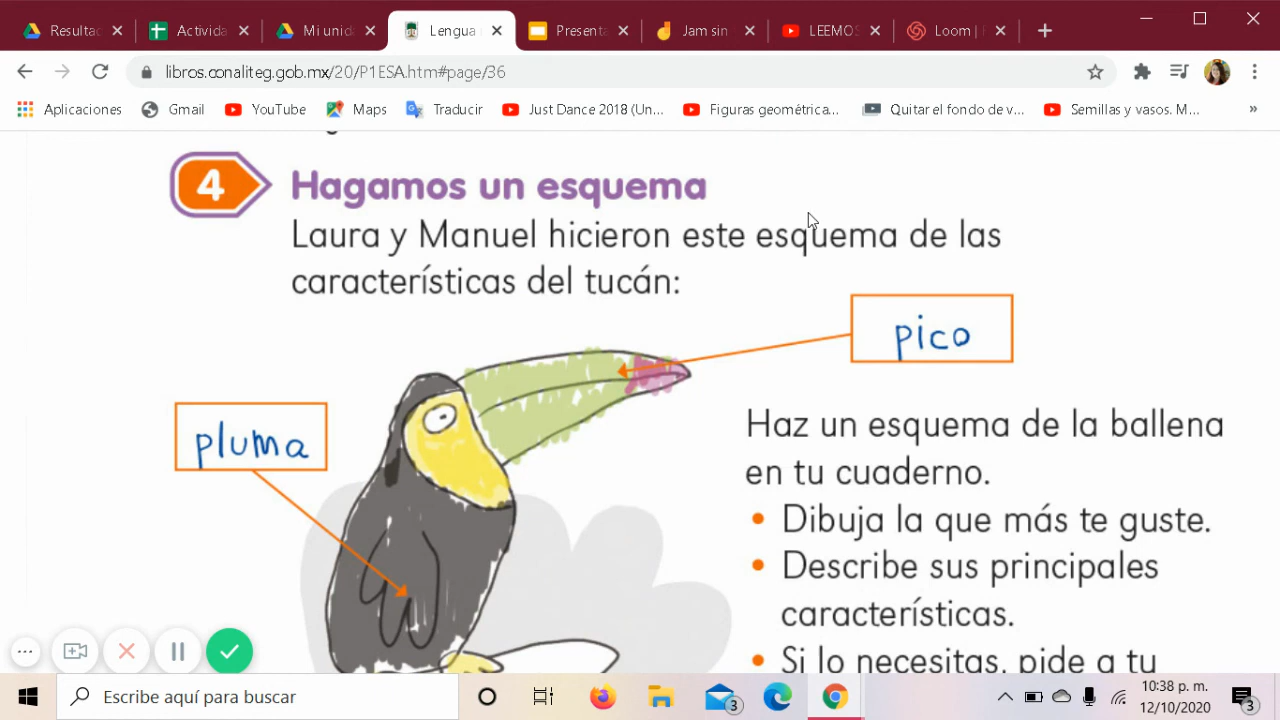 Resultac
Activida
Mi unid
Lengua
Present
Jam sin
LEEMOS
Loom | F
libros.conaliteg.gob.mx/20/P1ESA.htm#page/36
Aplicaciones
Gmail
YouTube
Maps
Traducir
Just Dance 2018 (Un...
Figuras geométrica...
Quitar el fondo de v...
Semillas y vasos. M...
»
4
Hagamos un esquema
Laura y Manuel hicieron este esquema de las
características del tucán:
pico
pluma
Haz un esquema de la ballena
en tu cuaderno.
• Dibuja la que más te guste.
• Describe sus principales
características.
• Si lo necesitas, pide a tu
Escribe aquí para buscar
3
10:38 p. m.
12/10/2020
3